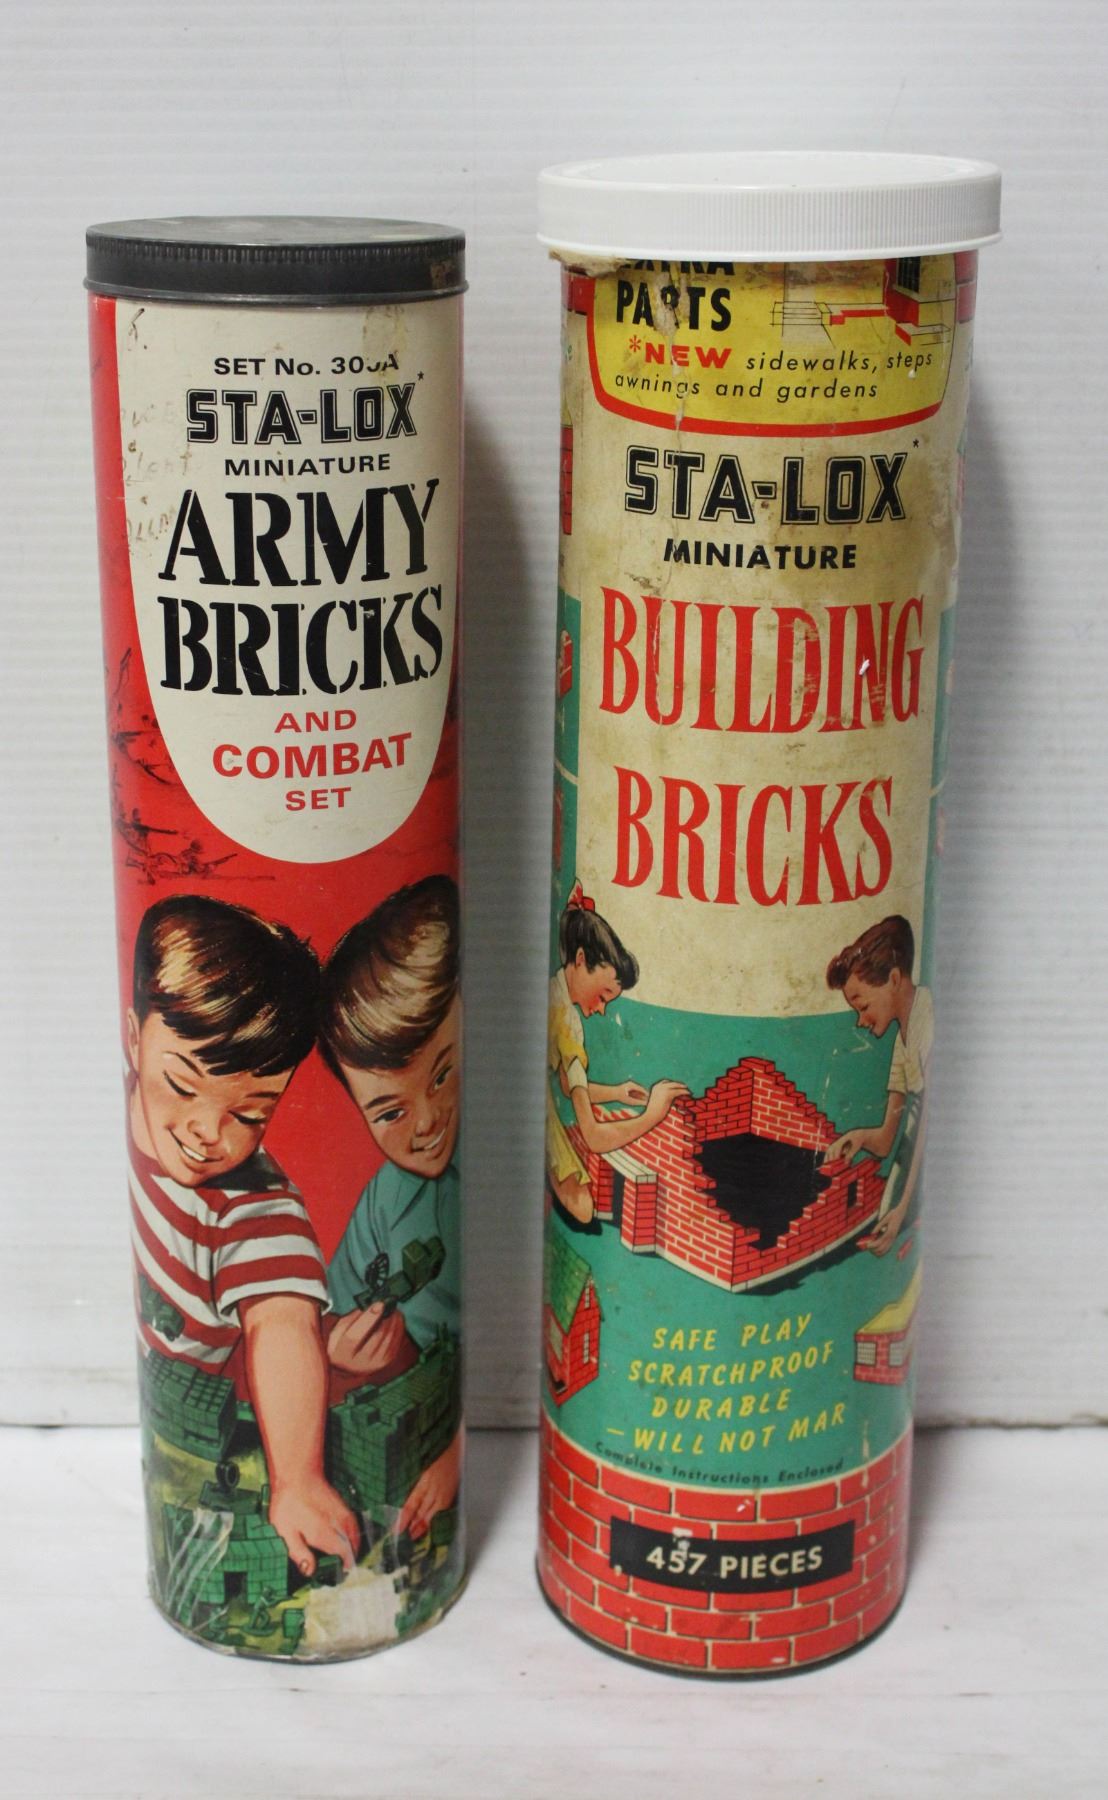 SET No. 300A
STA-LOX*
MINIATURE
ARMY
BRICKS
AND
COMBAT
SET
PARTS
*NEW sidewalks, steps
awnings and gardens
STA-LOX*
MINIATURE
BUILDING
BRICKS
SAFE PLAY
SCRATCHPROOF
DURABLE
—WILL NOT MAR
Complete Instructions Enclosed
457 PIECES